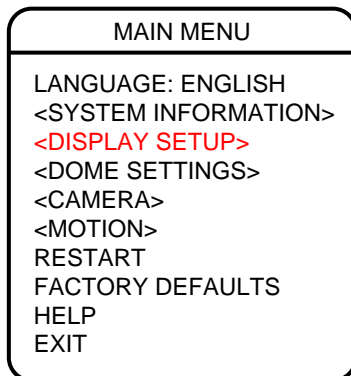 MAIN MENU
LANGUAGE: ENGLISH
<SYSTEM INFORMATION>
<DISPLAY SETUP>
<DOME SETTINGS>
<CAMERA>
<MOTION>
RESTART
FACTORY DEFAULTS
HELP
EXIT